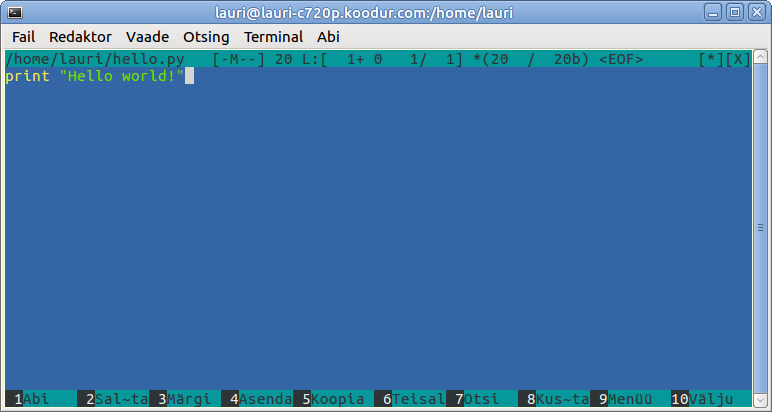 lauri@lauri-c720p.koodur.com:/home/lauri
Fail Redaktor Vaade Otsing Terminal Abi
/home/lauri/hello.py [-M--] 20 L:[ 1+ 0 1/ 1] *(20 / 20b) <EOF> [*][X]
print "Hello world!"
1Abi 2Sal~ta 3Märgi 4Asenda 5Koopia 6Teisal 7Otsi 8Kus~ta 9Menüü 10Välju